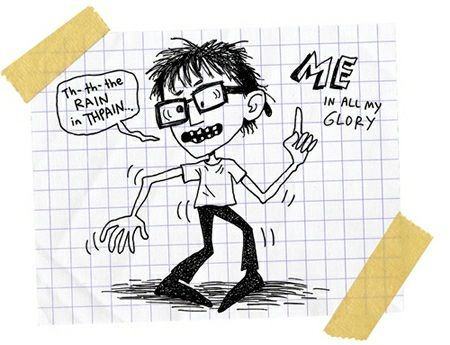 Th-th-the
RAIN
in THPAIN...
ME
IN ALL MY
GLORY